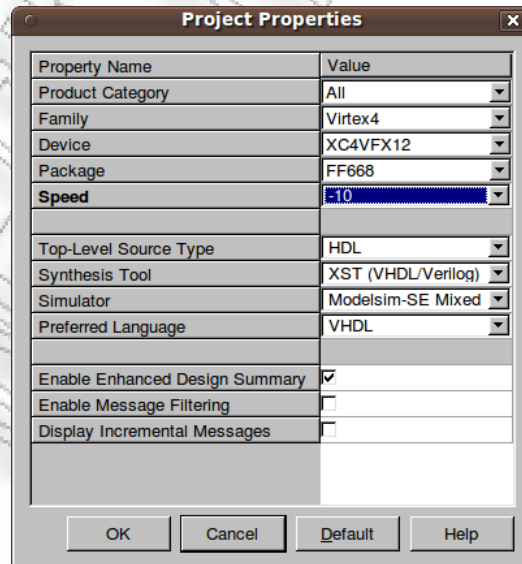 Project Properties
Property Name Value
Product Category All
Family Virtex4
Device XC4VFX12
Package FF668
Speed -10
Top-Level Source Type HDL
Synthesis Tool XST (VHDL/Verilog)
Simulator Modelsim-SE Mixed
Preferred Language VHDL
Enable Enhanced Design Summary
Enable Message Filtering
Display Incremental Messages
OK Cancel Default Help